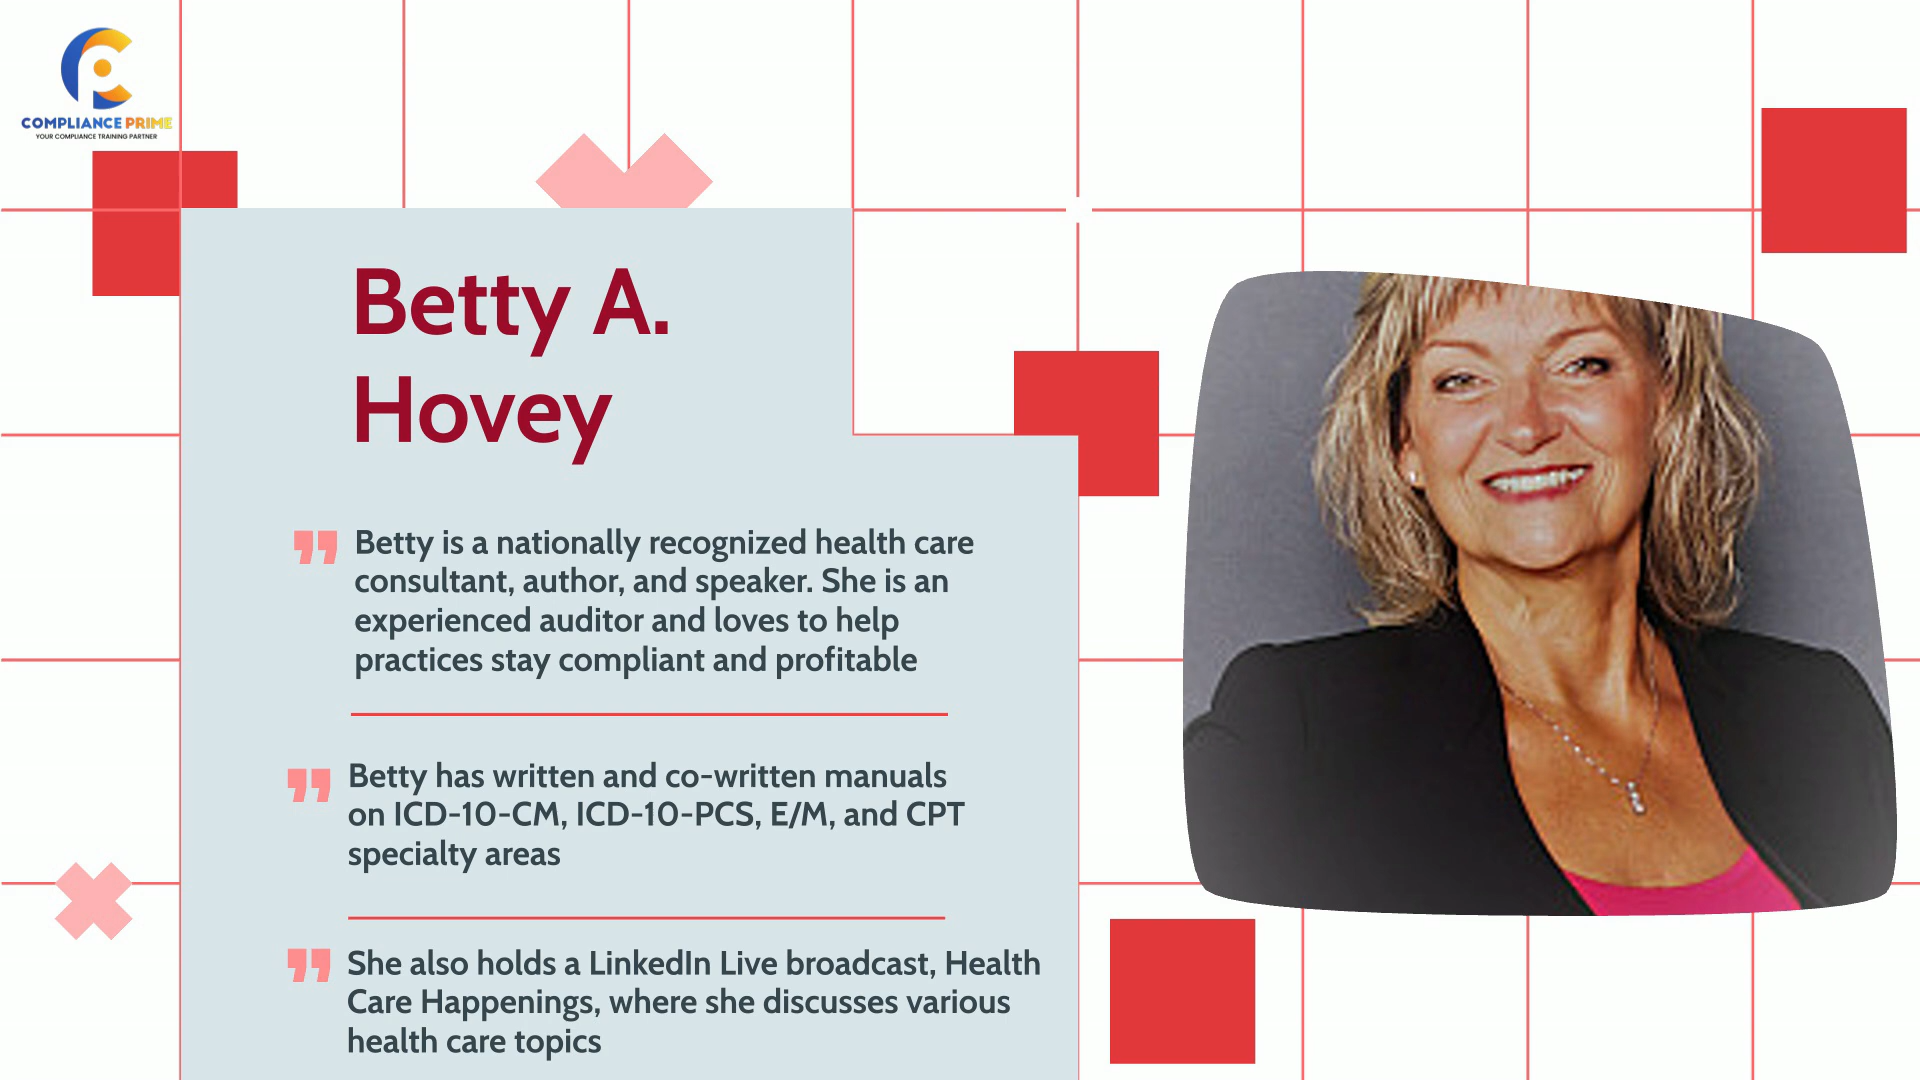 COMPLIANCE PRIME
YOUR COMPLIANCE TRAINING PARTNER
Betty A.
Hovey
Betty is a nationally recognized health care
consultant, author, and speaker. She is an
experienced auditor and loves to help
practices stay compliant and profitable
Betty has written and co-written manuals
on ICD-10-CM, ICD-10-PCS, E/M, and CPT
specialty areas
She also holds a LinkedIn Live broadcast, Health
Care Happenings, where she discusses various
health care topics